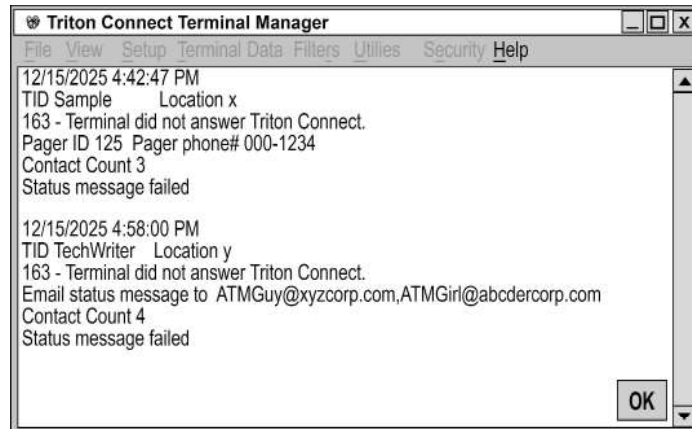 Triton Connect Terminal Manager
File View Setup Terminal Data Filters Utilies Security Help
12/15/2025 4:42:47 PM
TID Sample Location x
163 - Terminal did not answer Triton Connect.
Pager ID 125 Pager phone# 000-1234
Contact Count 3
Status message failed
12/15/2025 4:58:00 PM
TID TechWriter Location y
163 - Terminal did not answer Triton Connect.
Email status message to ATMGuy@xyzcorp.com,ATMGirl@abcdercorp.com
Contact Count 4
Status message failed
OK